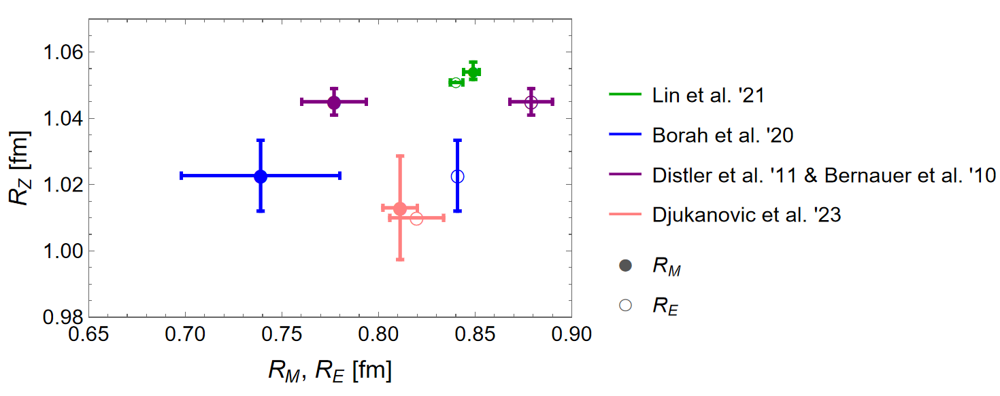 1.06
1.04
1.02
1.00
0.98
R_Z [fm]
0.65 0.70 0.75 0.80 0.85 0.90
R_M, R_E [fm]
Lin et al. '21
Borah et al. '20
Distler et al. '11 & Bernauer et al. '10
Djukanovic et al. '23
R_M
R_E